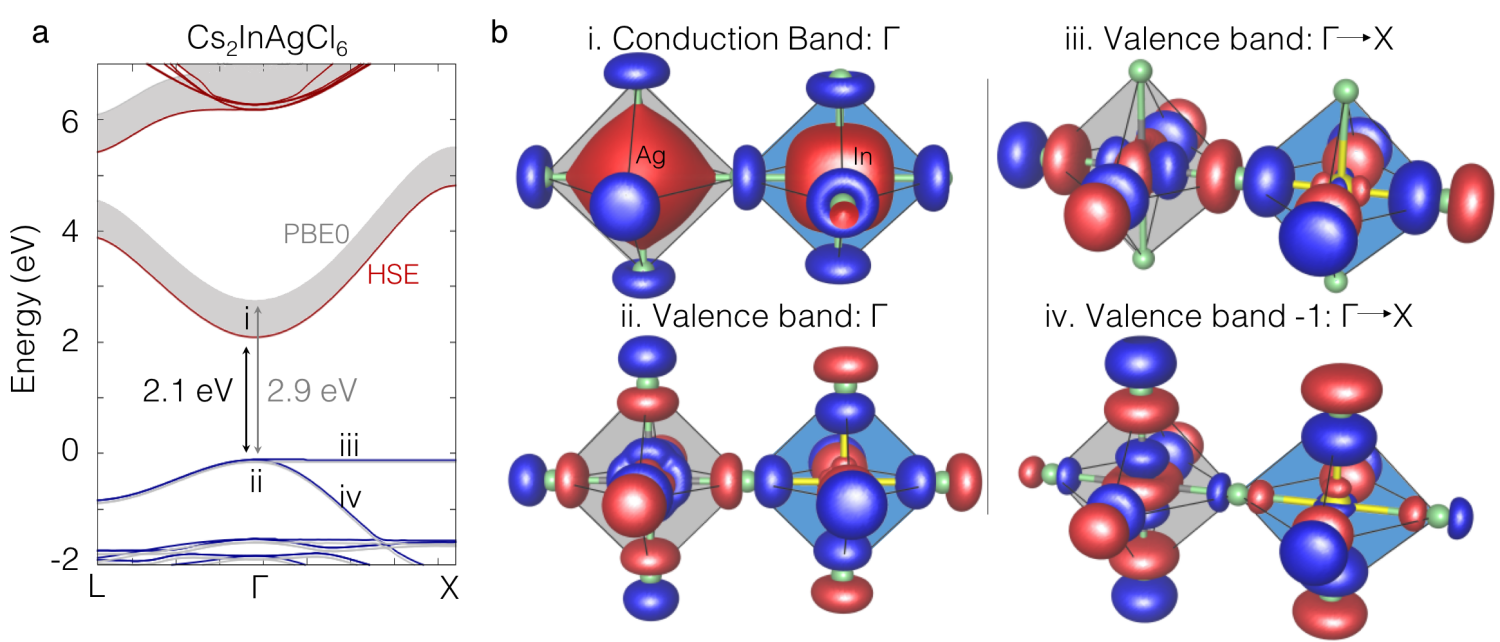 a
Cs₂InAgCl₆
Energy (eV)
6
4
2
0
-2
PBE0
HSE
i
2.1 eV
2.9 eV
iii
ii
iv
L
Γ
X
b
i. Conduction Band: Γ
Ag
In
ii. Valence band: Γ
iii. Valence band: Γ→X
iv. Valence band -1: Γ→X